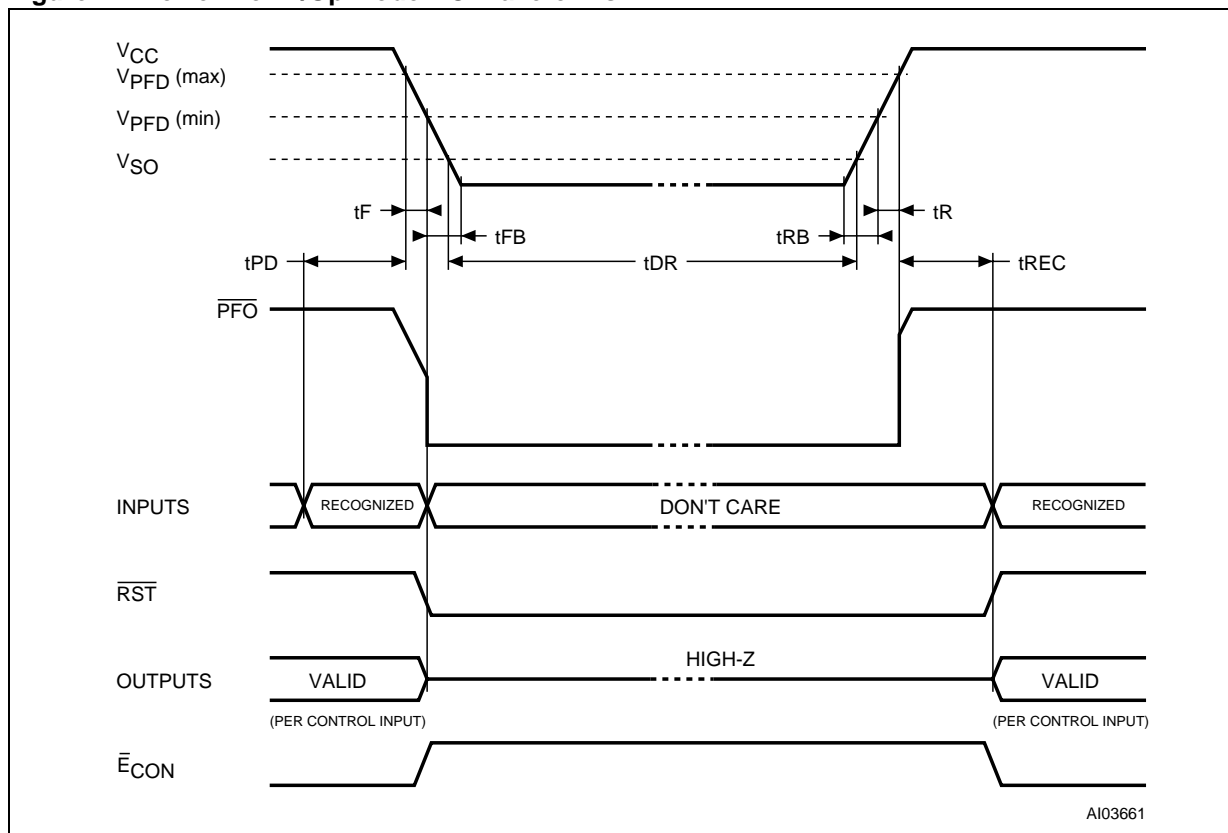 VCC
VPFD (max)
VPFD (min)
VSO
tF
tR
tFB
tRB
tPD
tDR
tREC
PFO
INPUTS
RECOGNIZED
DON'T CARE
RECOGNIZED
RST
HIGH-Z
OUTPUTS
VALID
VALID
(PER CONTROL INPUT)
(PER CONTROL INPUT)
ECON
AI03661